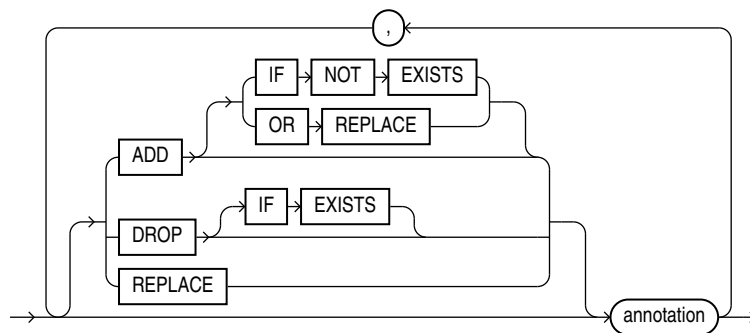 ,
IF NOT EXISTS
OR REPLACE
ADD
IF EXISTS
DROP
REPLACE
annotation